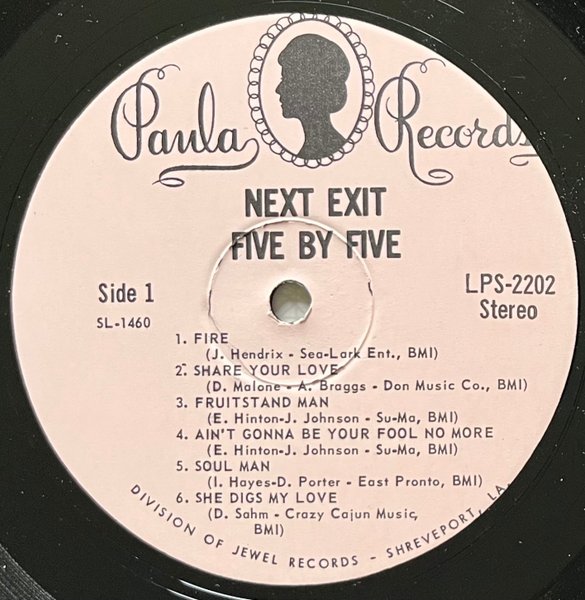 Paula Records
NEXT EXIT
FIVE BY FIVE
Side 1
SL-1460
LPS-2202
Stereo
1. FIRE
(J. Hendrix - Sea-Lark Ent., BMI)
2. SHARE YOUR LOVE
(D. Malone - A. Braggs - Don Music Co., BMI)
3. FRUITSTAND MAN
(E. Hinton-J. Johnson - Su-Ma, BMI)
4. AIN'T GONNA BE YOUR FOOL NO MORE
(E. Hinton-J. Johnson - Su-Ma, BMI)
5. SOUL MAN
(I. Hayes-D. Porter - East Pronto, BMI)
6. SHE DIGS MY LOVE
(D. Sahm - Crazy Cajun Music,
BMI)
DIVISION OF JEWEL RECORDS - SHREVEPORT, LA.